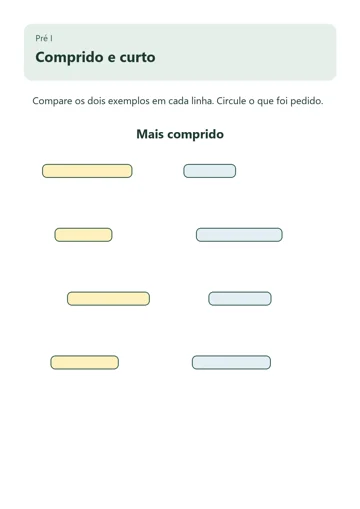 Pré I
Comprido e curto
Compare os dois exemplos em cada linha. Circule o que foi pedido.
Mais comprido